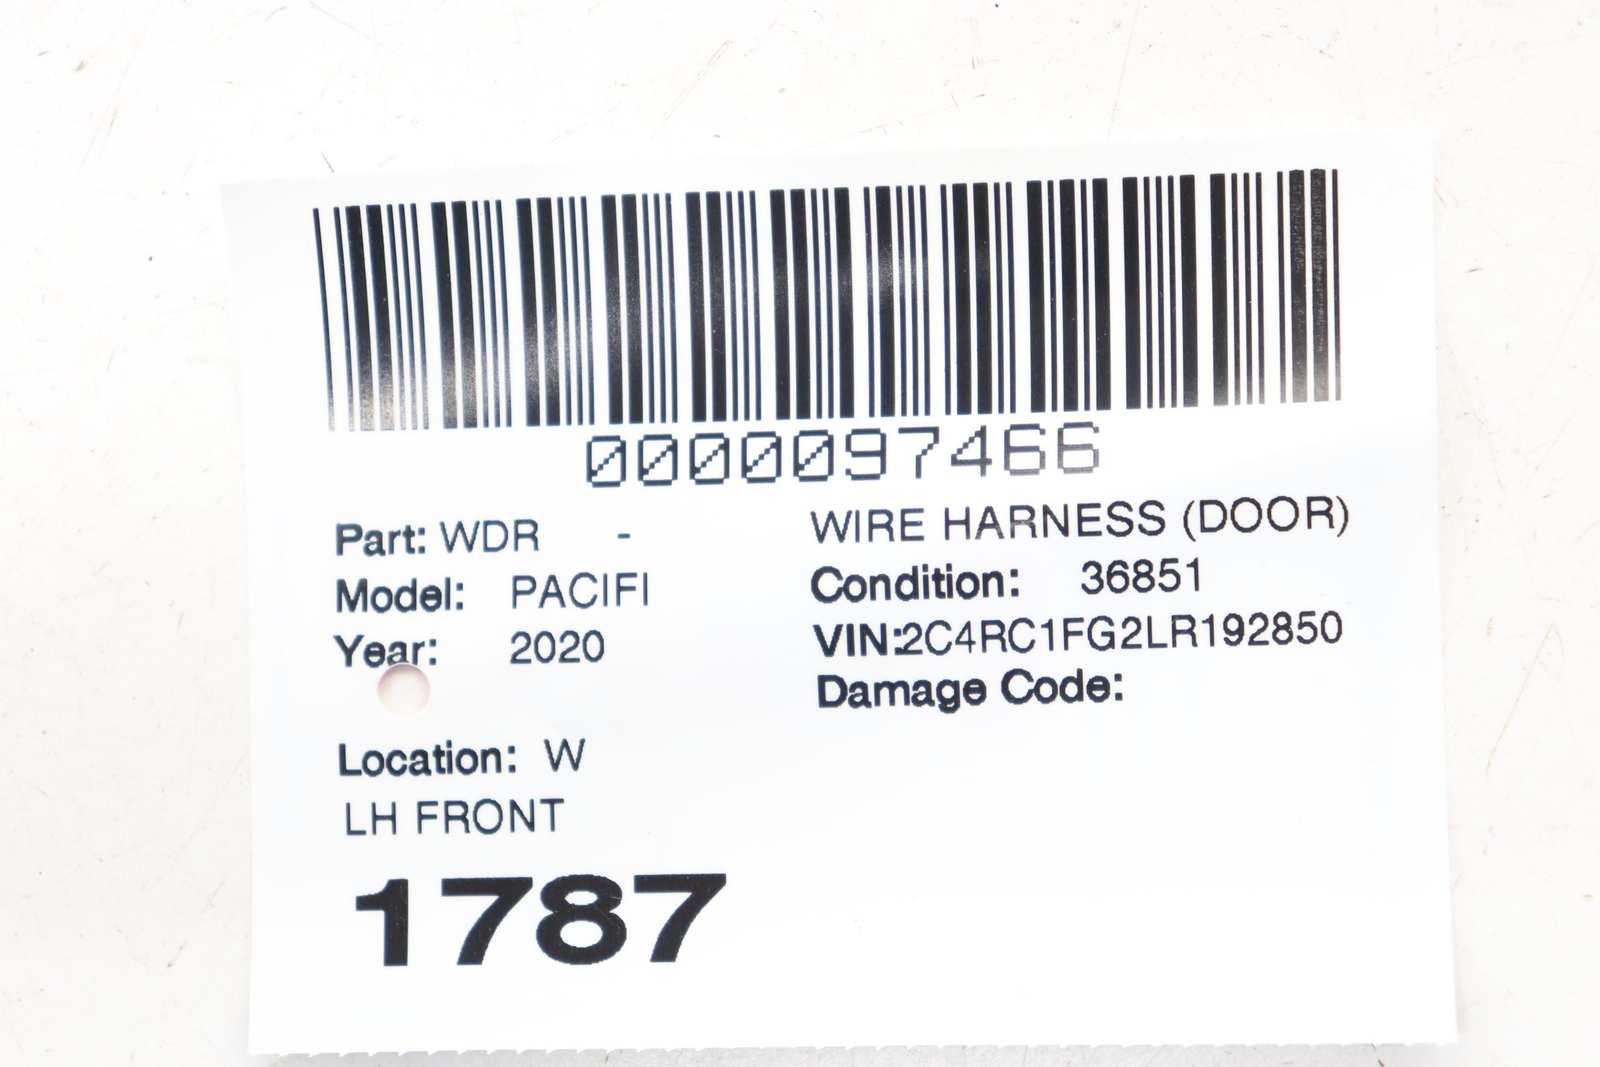 0000097466
Part: WDR - WIRE HARNESS (DOOR)
Model: PACIFI Condition: 36851
Year: 2020 VIN:2C4RC1FG2LR192850
Damage Code:
Location: W
LH FRONT
1787